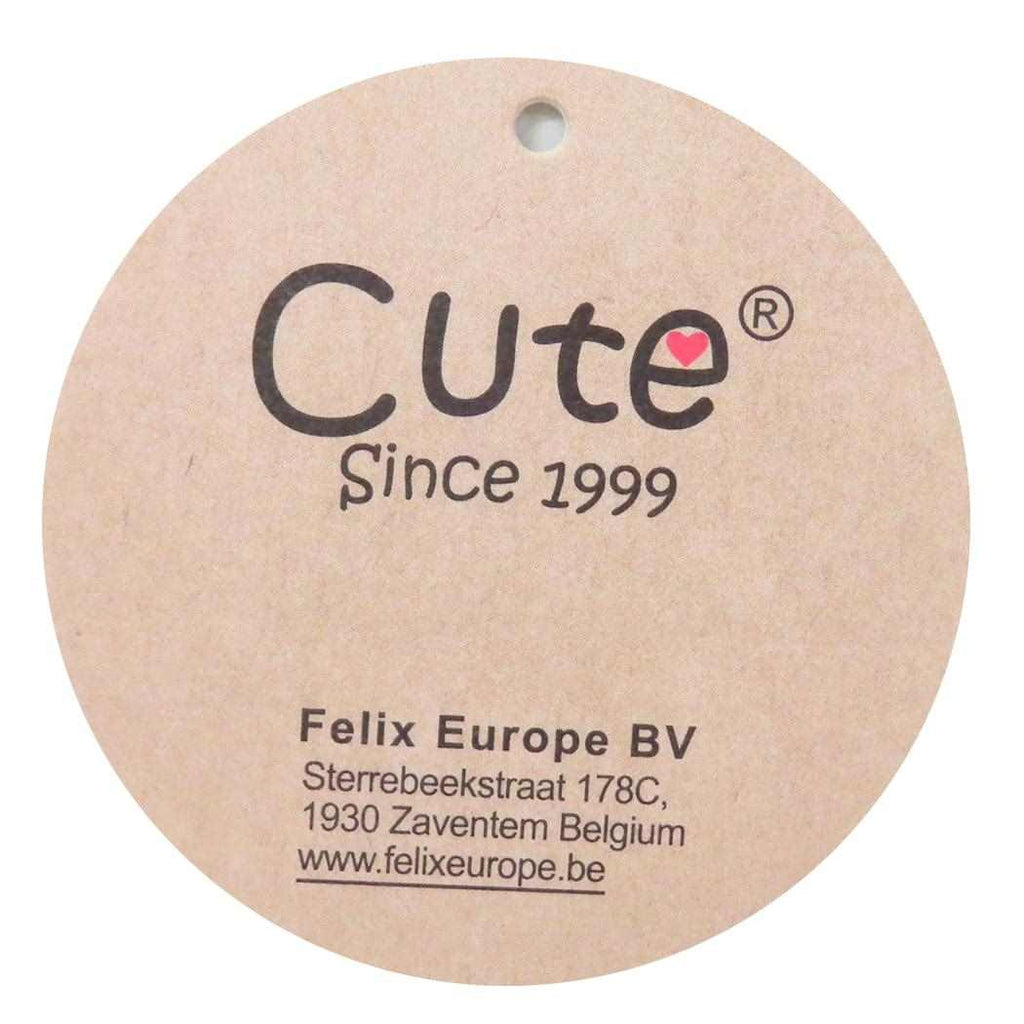 Cute®
Since 1999
Felix Europe BV
Sterrebeekstraat 178C,
1930 Zaventem Belgium
www.felixeurope.be